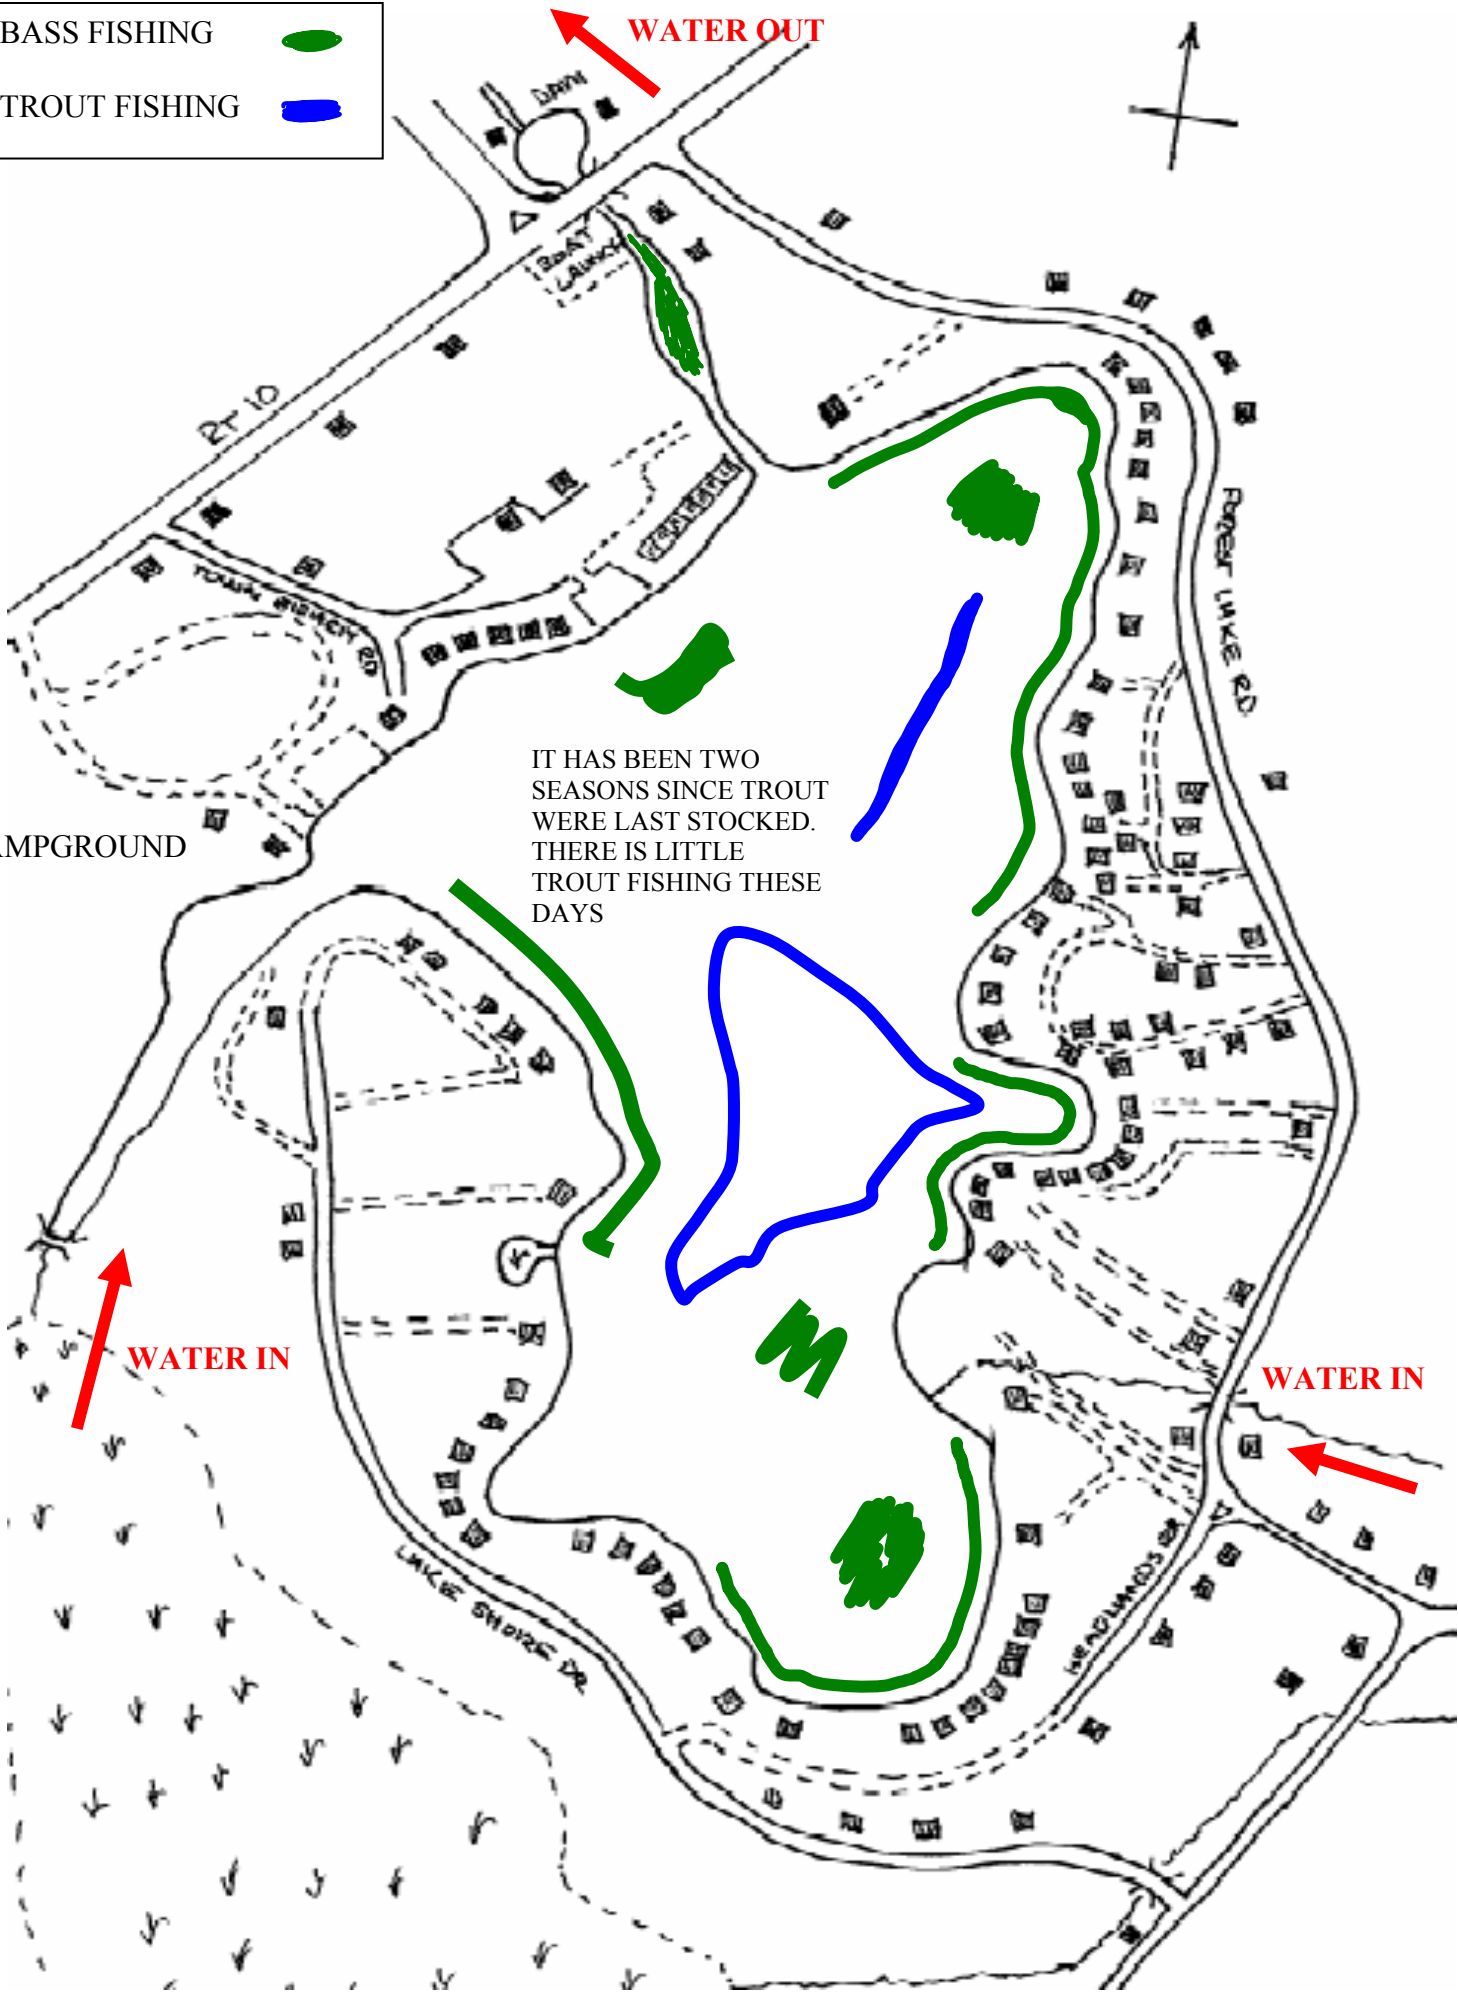 BASS FISHING
TROUT FISHING
WATER OUT
DAM
BOAT
LAUNCH
RT 10
TOWN BEACH RD
FOREST LAKE RD.
IT HAS BEEN TWO
SEASONS SINCE TROUT
WERE LAST STOCKED.
THERE IS LITTLE
TROUT FISHING THESE
DAYS
AMPGROUND
WATER IN
WATER IN
LAKE SHORE DR.
HEADLANDS DR